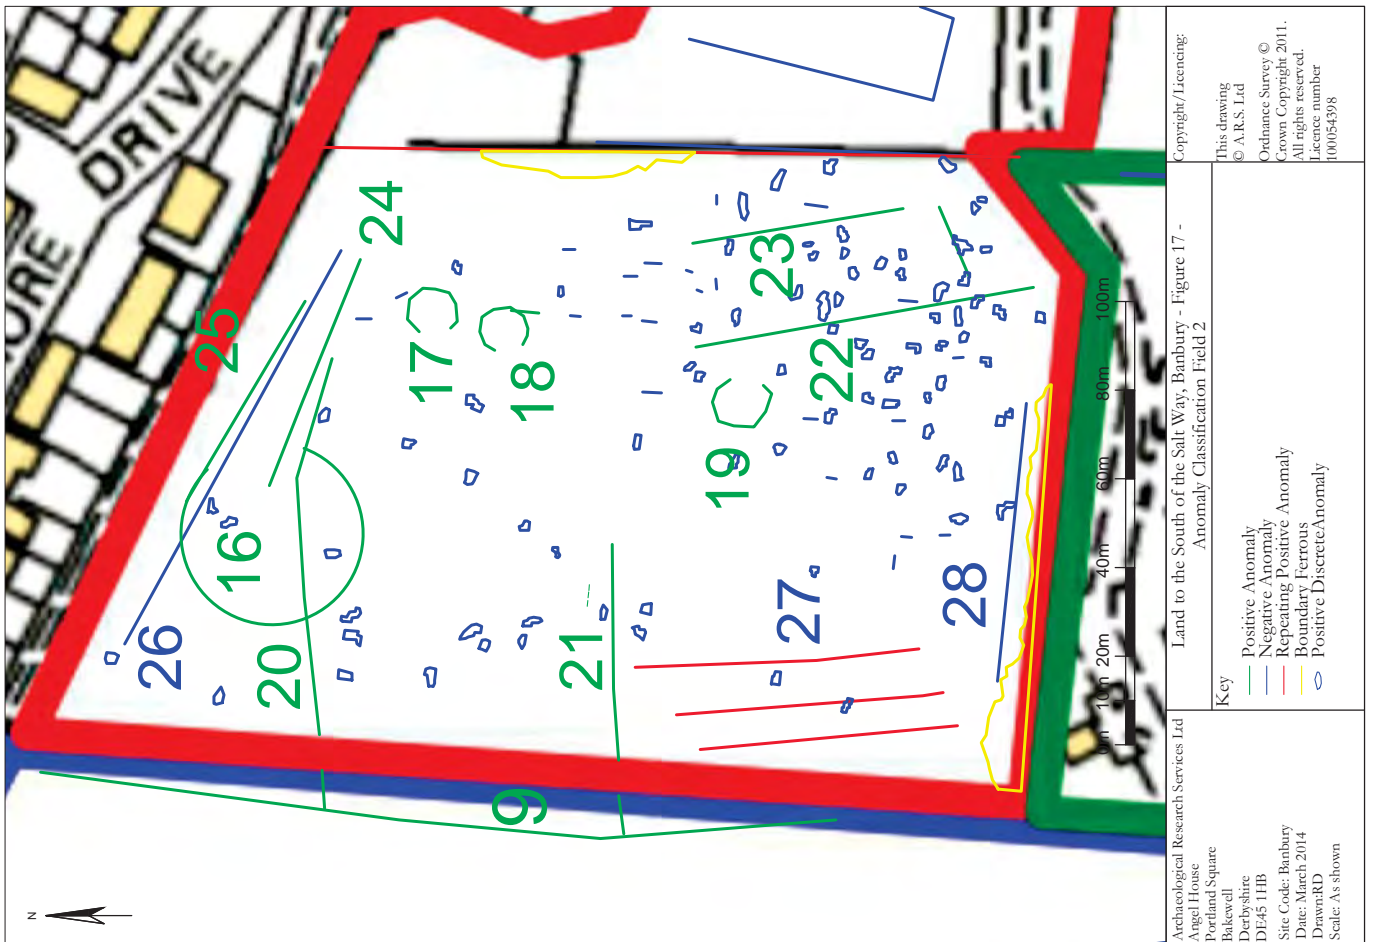 DRIVE
ORE
N
25
24
17
18
16
26
20
21
9
19
23
22
27
28
0m
10m
20m
40m
60m
80m
100m
Archaeological Research Services Ltd
Angel House
Portland Square
Bakewell
Derbyshire
DE45 1HB
Site Code: Banbury
Date: March 2014
Drawn:RD
Scale: As shown
Land to the South of the Salt Way, Banbury - Figure 17 -
Anomaly Classification Field 2
Key
Positive Anomaly
Negative Anomaly
Repeating Positive Anomaly
Boundary Ferrous
Positive DiscreteAnomaly
Copyright/Licencing:
This drawing
© A.R.S. Ltd
Ordnance Survey ©
Crown Copyright 2011.
All rights reserved.
Licence number
100054398